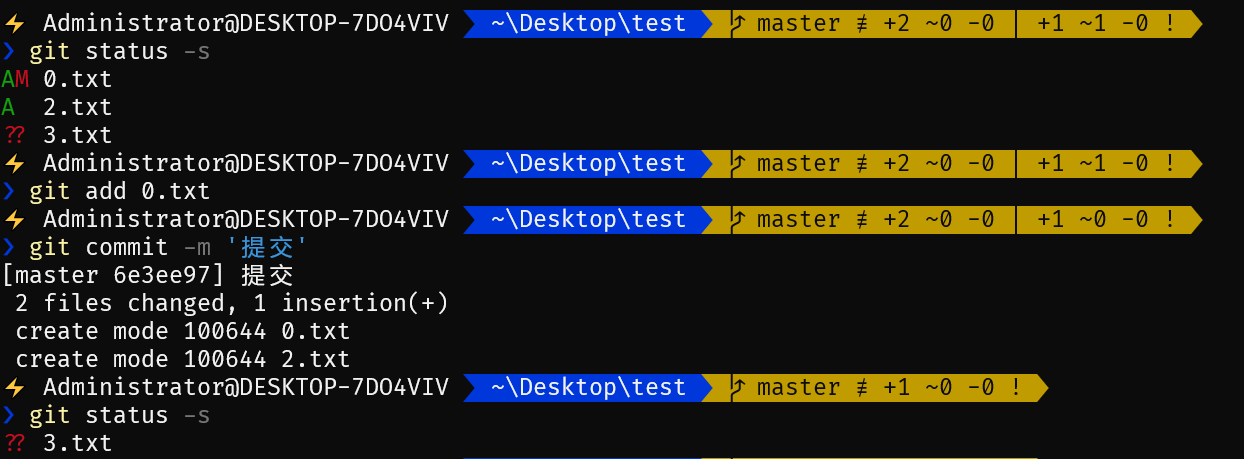 ⚡ Administrator@DESKTOP-7DO4VIV ~\Desktop\test master ≢ +2 ~0 -0 | +1 ~1 -0 !
❯ git status -s
AM 0.txt
A  2.txt
?? 3.txt
⚡ Administrator@DESKTOP-7DO4VIV ~\Desktop\test master ≢ +2 ~0 -0 | +1 ~1 -0 !
❯ git add 0.txt
⚡ Administrator@DESKTOP-7DO4VIV ~\Desktop\test master ≢ +2 ~0 -0 | +1 ~0 -0 !
❯ git commit -m '提交'
[master 6e3ee97] 提交
 2 files changed, 1 insertion(+)
 create mode 100644 0.txt
 create mode 100644 2.txt
⚡ Administrator@DESKTOP-7DO4VIV ~\Desktop\test master ≢ +1 ~0 -0 !
❯ git status -s
?? 3.txt